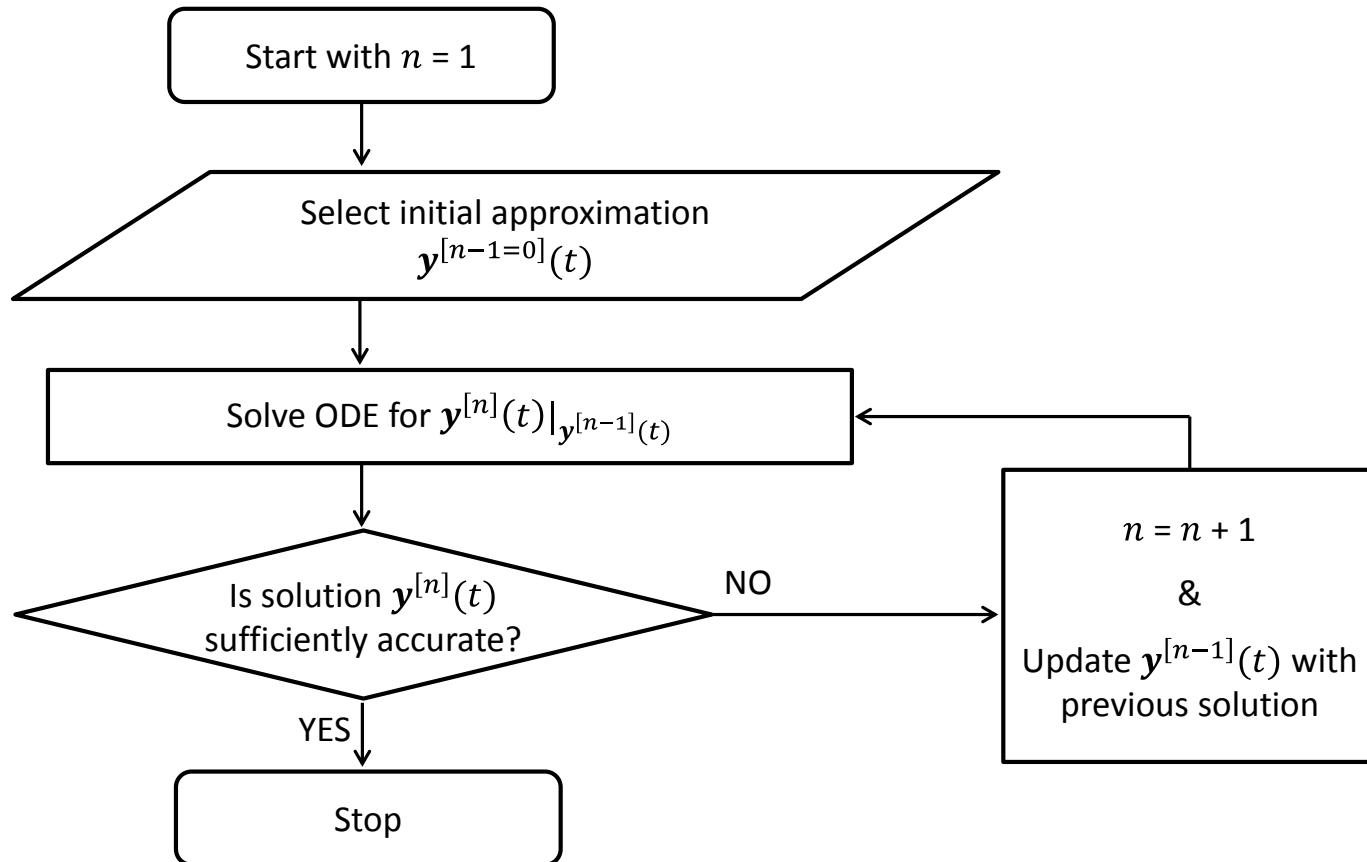 Start with n = 1
Select initial approximation
y^[n−1=0](t)
Solve ODE for y^[n](t)|_y^[n−1](t)
Is solution y^[n](t)
sufficiently accurate?
NO
n = n + 1
&
Update y^[n−1](t) with
previous solution
YES
Stop